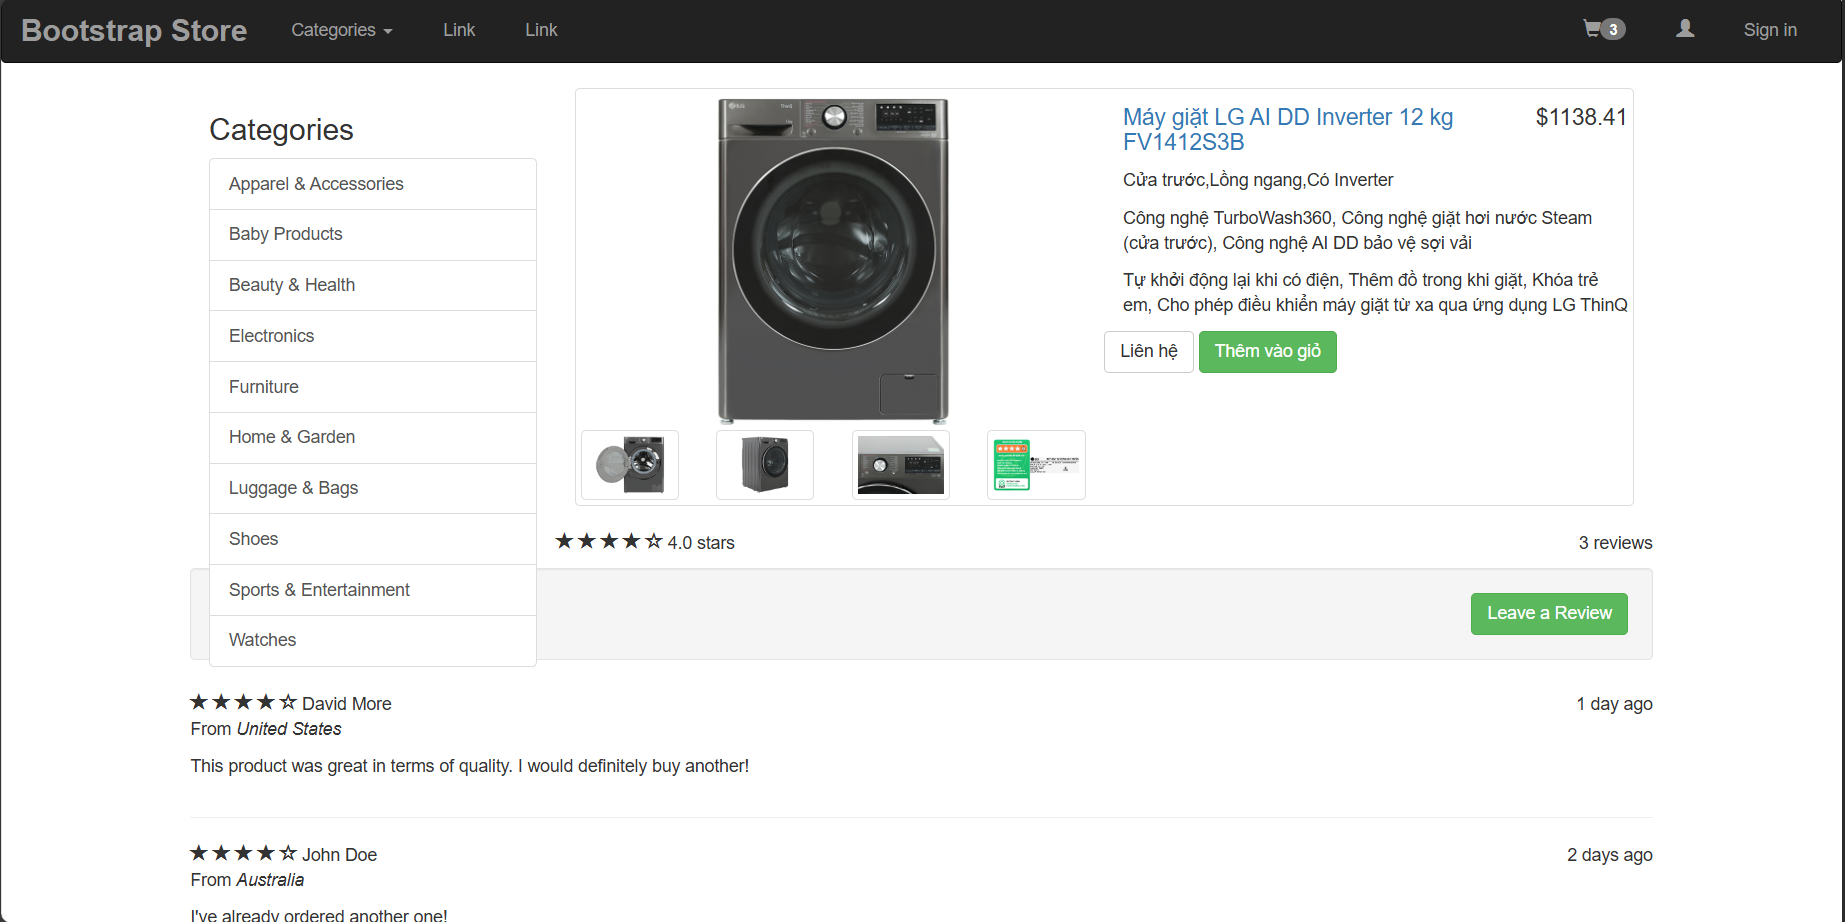 Bootstrap Store
Categories
Link
Link
3
Sign in
Categories
Apparel & Accessories
Baby Products
Beauty & Health
Electronics
Furniture
Home & Garden
Luggage & Bags
Shoes
Sports & Entertainment
Watches
LG
Máy giặt LG AI DD Inverter 12 kg
FV1412S3B
$1138.41
Cửa trước,Lồng ngang,Có Inverter
Công nghệ TurboWash360, Công nghệ giặt hơi nước Steam
(cửa trước), Công nghệ AI DD bảo vệ sợi vải
Tự khởi động lại khi có điện, Thêm đồ trong khi giặt, Khóa trẻ
em, Cho phép điều khiển máy giặt từ xa qua ứng dụng LG ThinQ
Liên hệ
Thêm vào giỏ
4.0 stars
3 reviews
Leave a Review
David More
1 day ago
From United States
This product was great in terms of quality. I would definitely buy another!
John Doe
2 days ago
From Australia
I've already ordered another one!